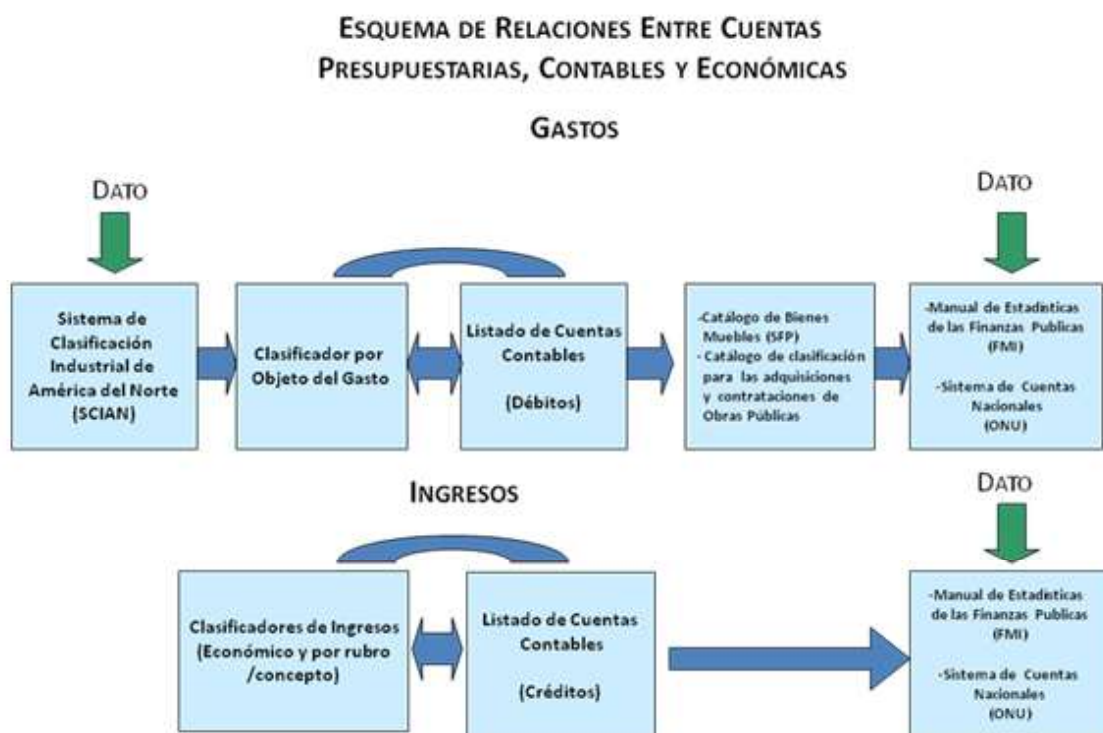 ESQUEMA DE RELACIONES ENTRE CUENTAS
PRESUPUESTARIAS, CONTABLES Y ECONÓMICAS
GASTOS
DATO
DATO
Sistema de
Clasificación
Industrial de
América del Norte
(SCIAN)
Clasificador por
Objeto del Gasto
Listado de Cuentas
Contables
(Débitos)
-Catálogo de Bienes
Muebles (SFP)
- Catálogo de clasificación
para las adquisiciones
y contrataciones de
Obras Públicas
-Manual de Estadísticas
de las Finanzas Publicas
(FMI)
-Sistema de Cuentas
Nacionales
(ONU)
INGRESOS
DATO
Clasificadores de Ingresos
(Económico y por rubro
/concepto)
Listado de Cuentas
Contables
(Créditos)
-Manual de Estadísticas
de las Finanzas Publicas
(FMI)
-Sistema de Cuentas
Nacionales
(ONU)